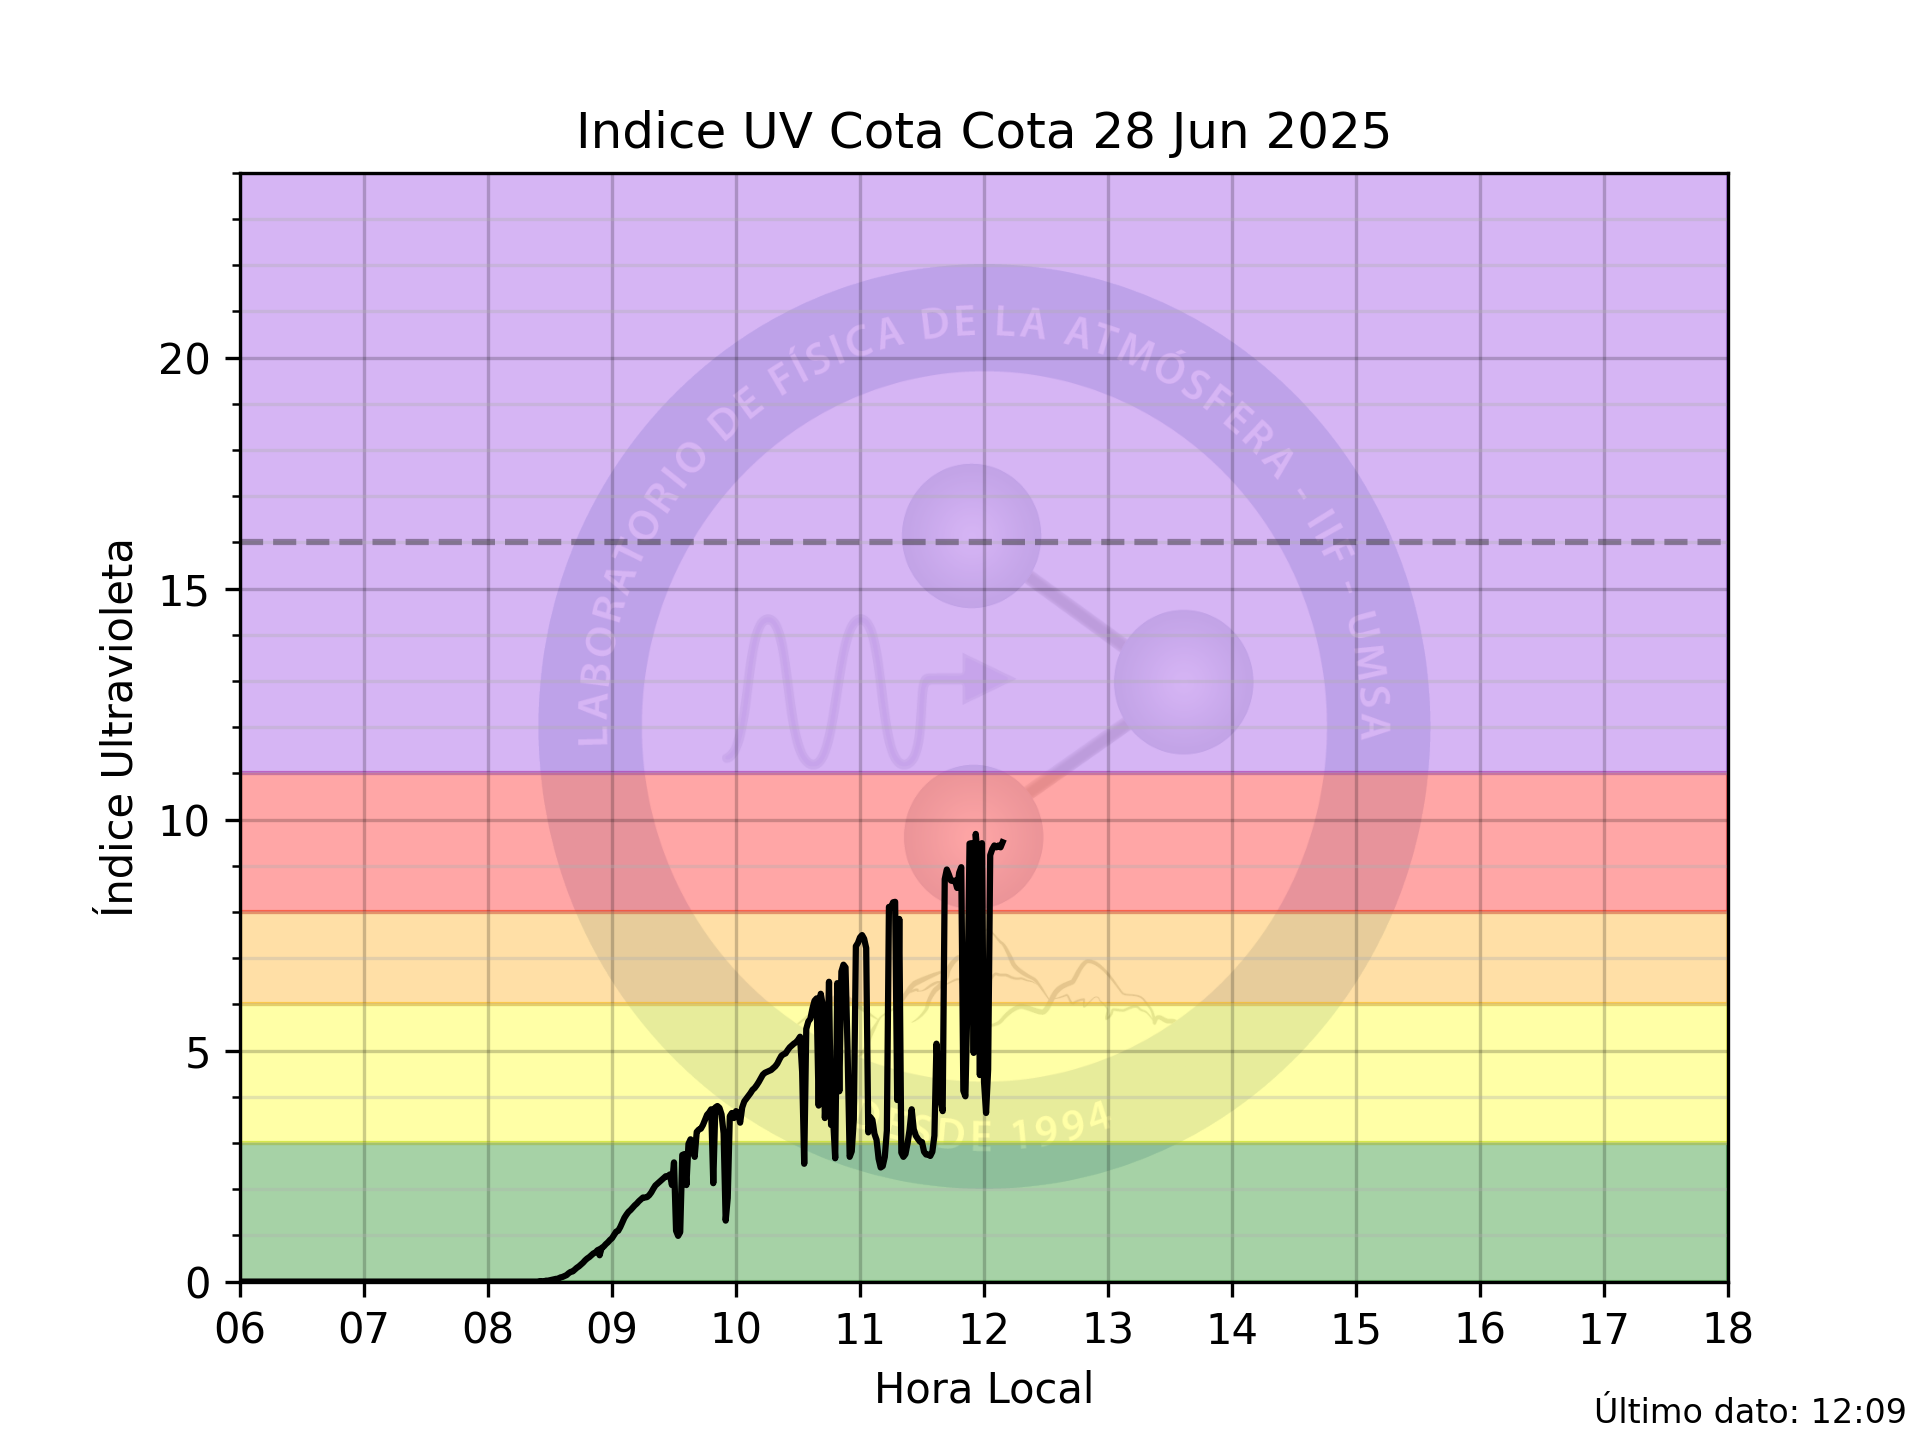 Indice UV Cota Cota 28 Jun 2025
LABORATORIO DE FÍSICA DE LA ATMÓSFERA - IIF - UMSA
20
15
10
5
0
Índice Ultravioleta
DESDE 1994
06 07 08 09 10 11 12 13 14 15 16 17 18
Hora Local
Último dato: 12:09